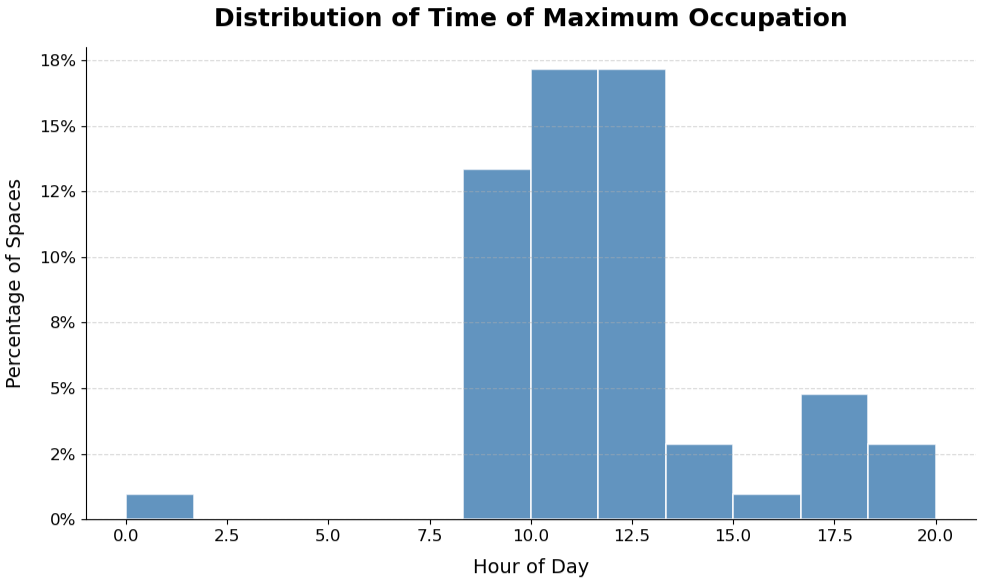 Distribution of Time of Maximum Occupation
Percentage of Spaces
18%
15%
12%
10%
8%
5%
2%
0%
0.0 2.5 5.0 7.5 10.0 12.5 15.0 17.5 20.0
Hour of Day